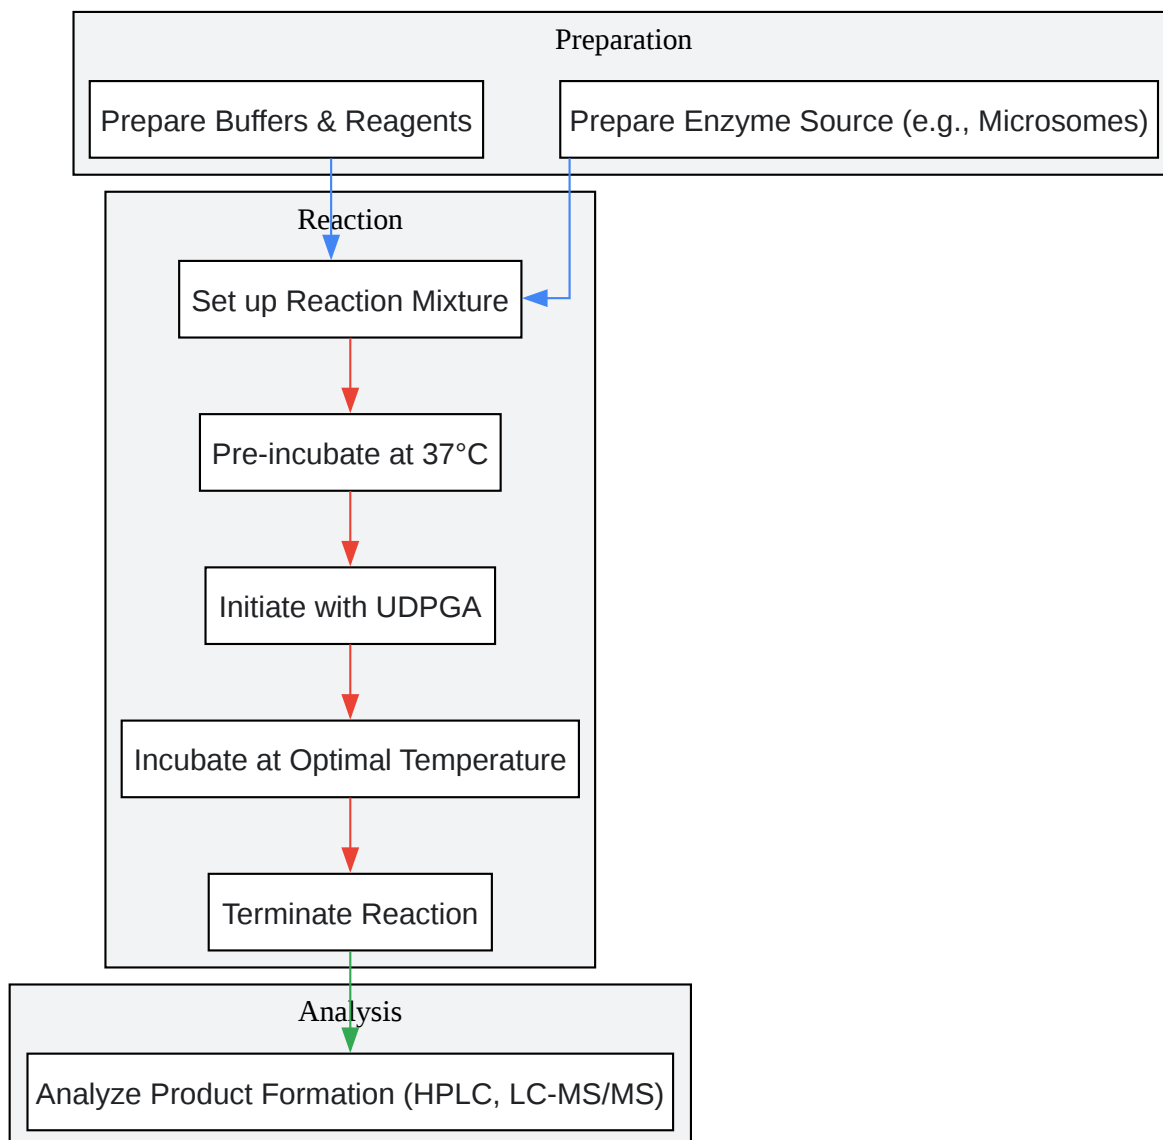 Preparation
Prepare Buffers & Reagents
Prepare Enzyme Source (e.g., Microsomes)
Reaction
Set up Reaction Mixture
Pre-incubate at 37°C
Initiate with UDPGA
Incubate at Optimal Temperature
Terminate Reaction
Analysis
Analyze Product Formation (HPLC, LC-MS/MS)